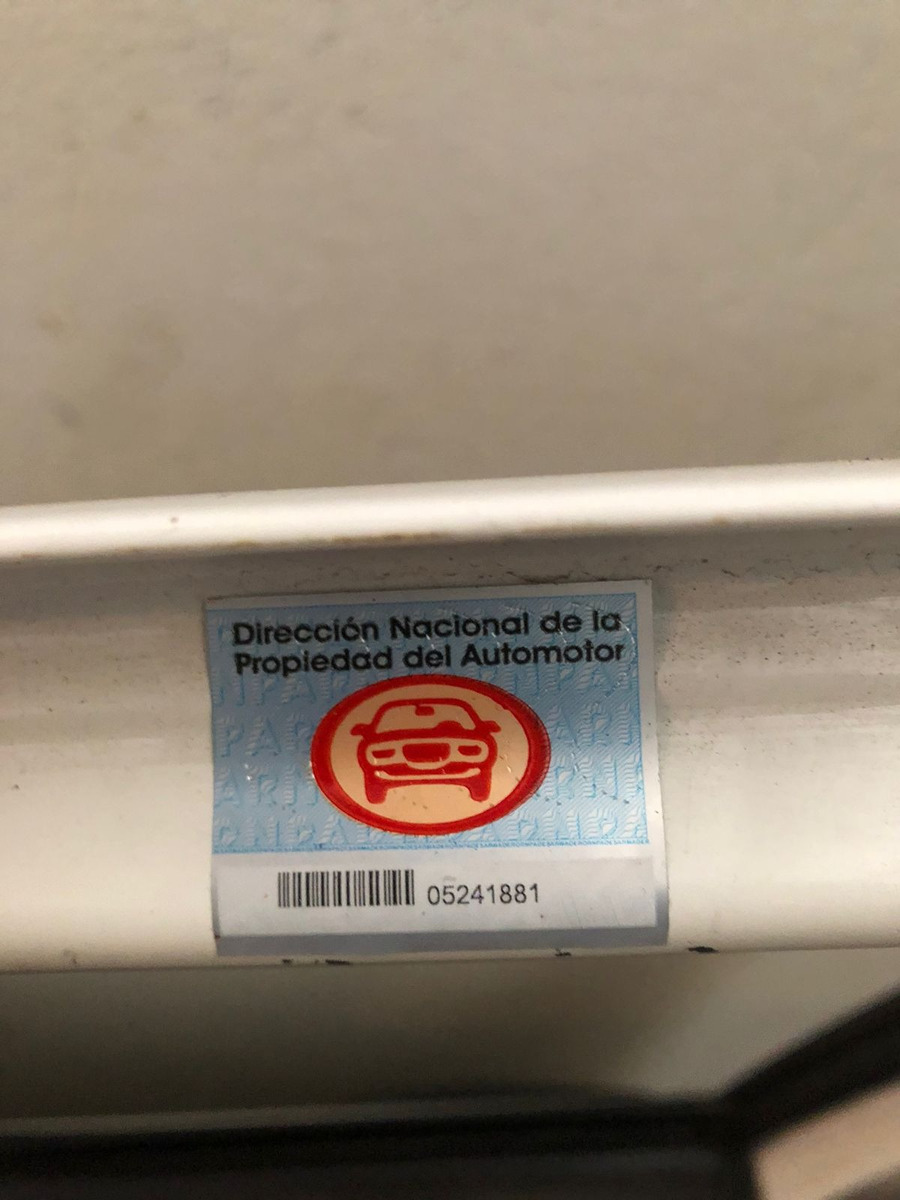 Dirección Nacional de la
Propiedad del Automotor
05241881